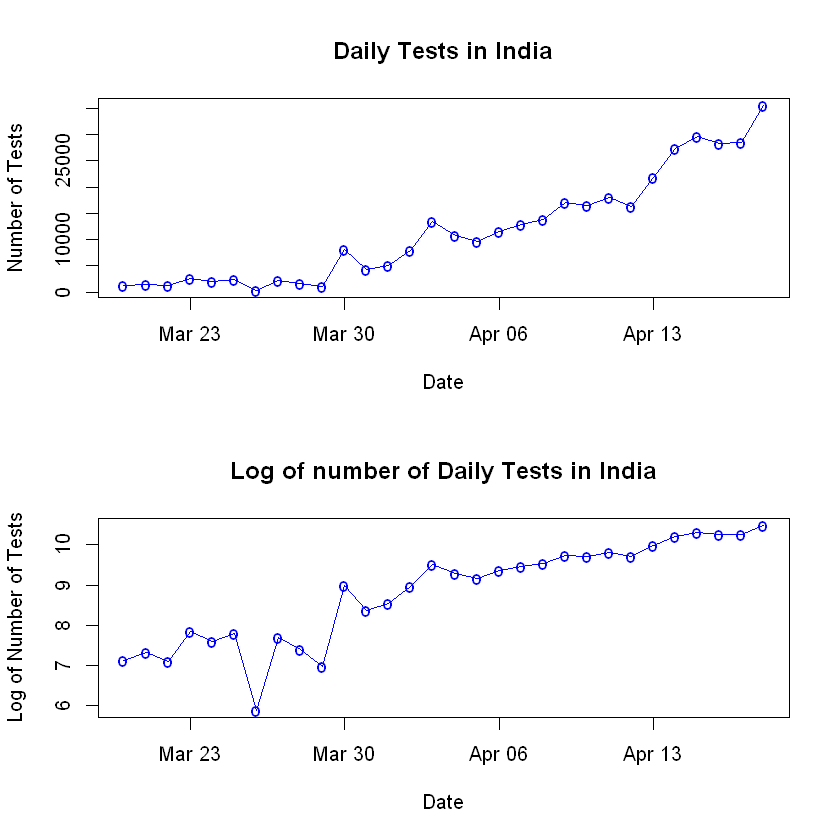 Daily Tests in India
Number of Tests
0
10000
25000
Mar 23
Mar 30
Apr 06
Apr 13
Date
Log of number of Daily Tests in India
Log of Number of Tests
6
7
8
9
10
Mar 23
Mar 30
Apr 06
Apr 13
Date